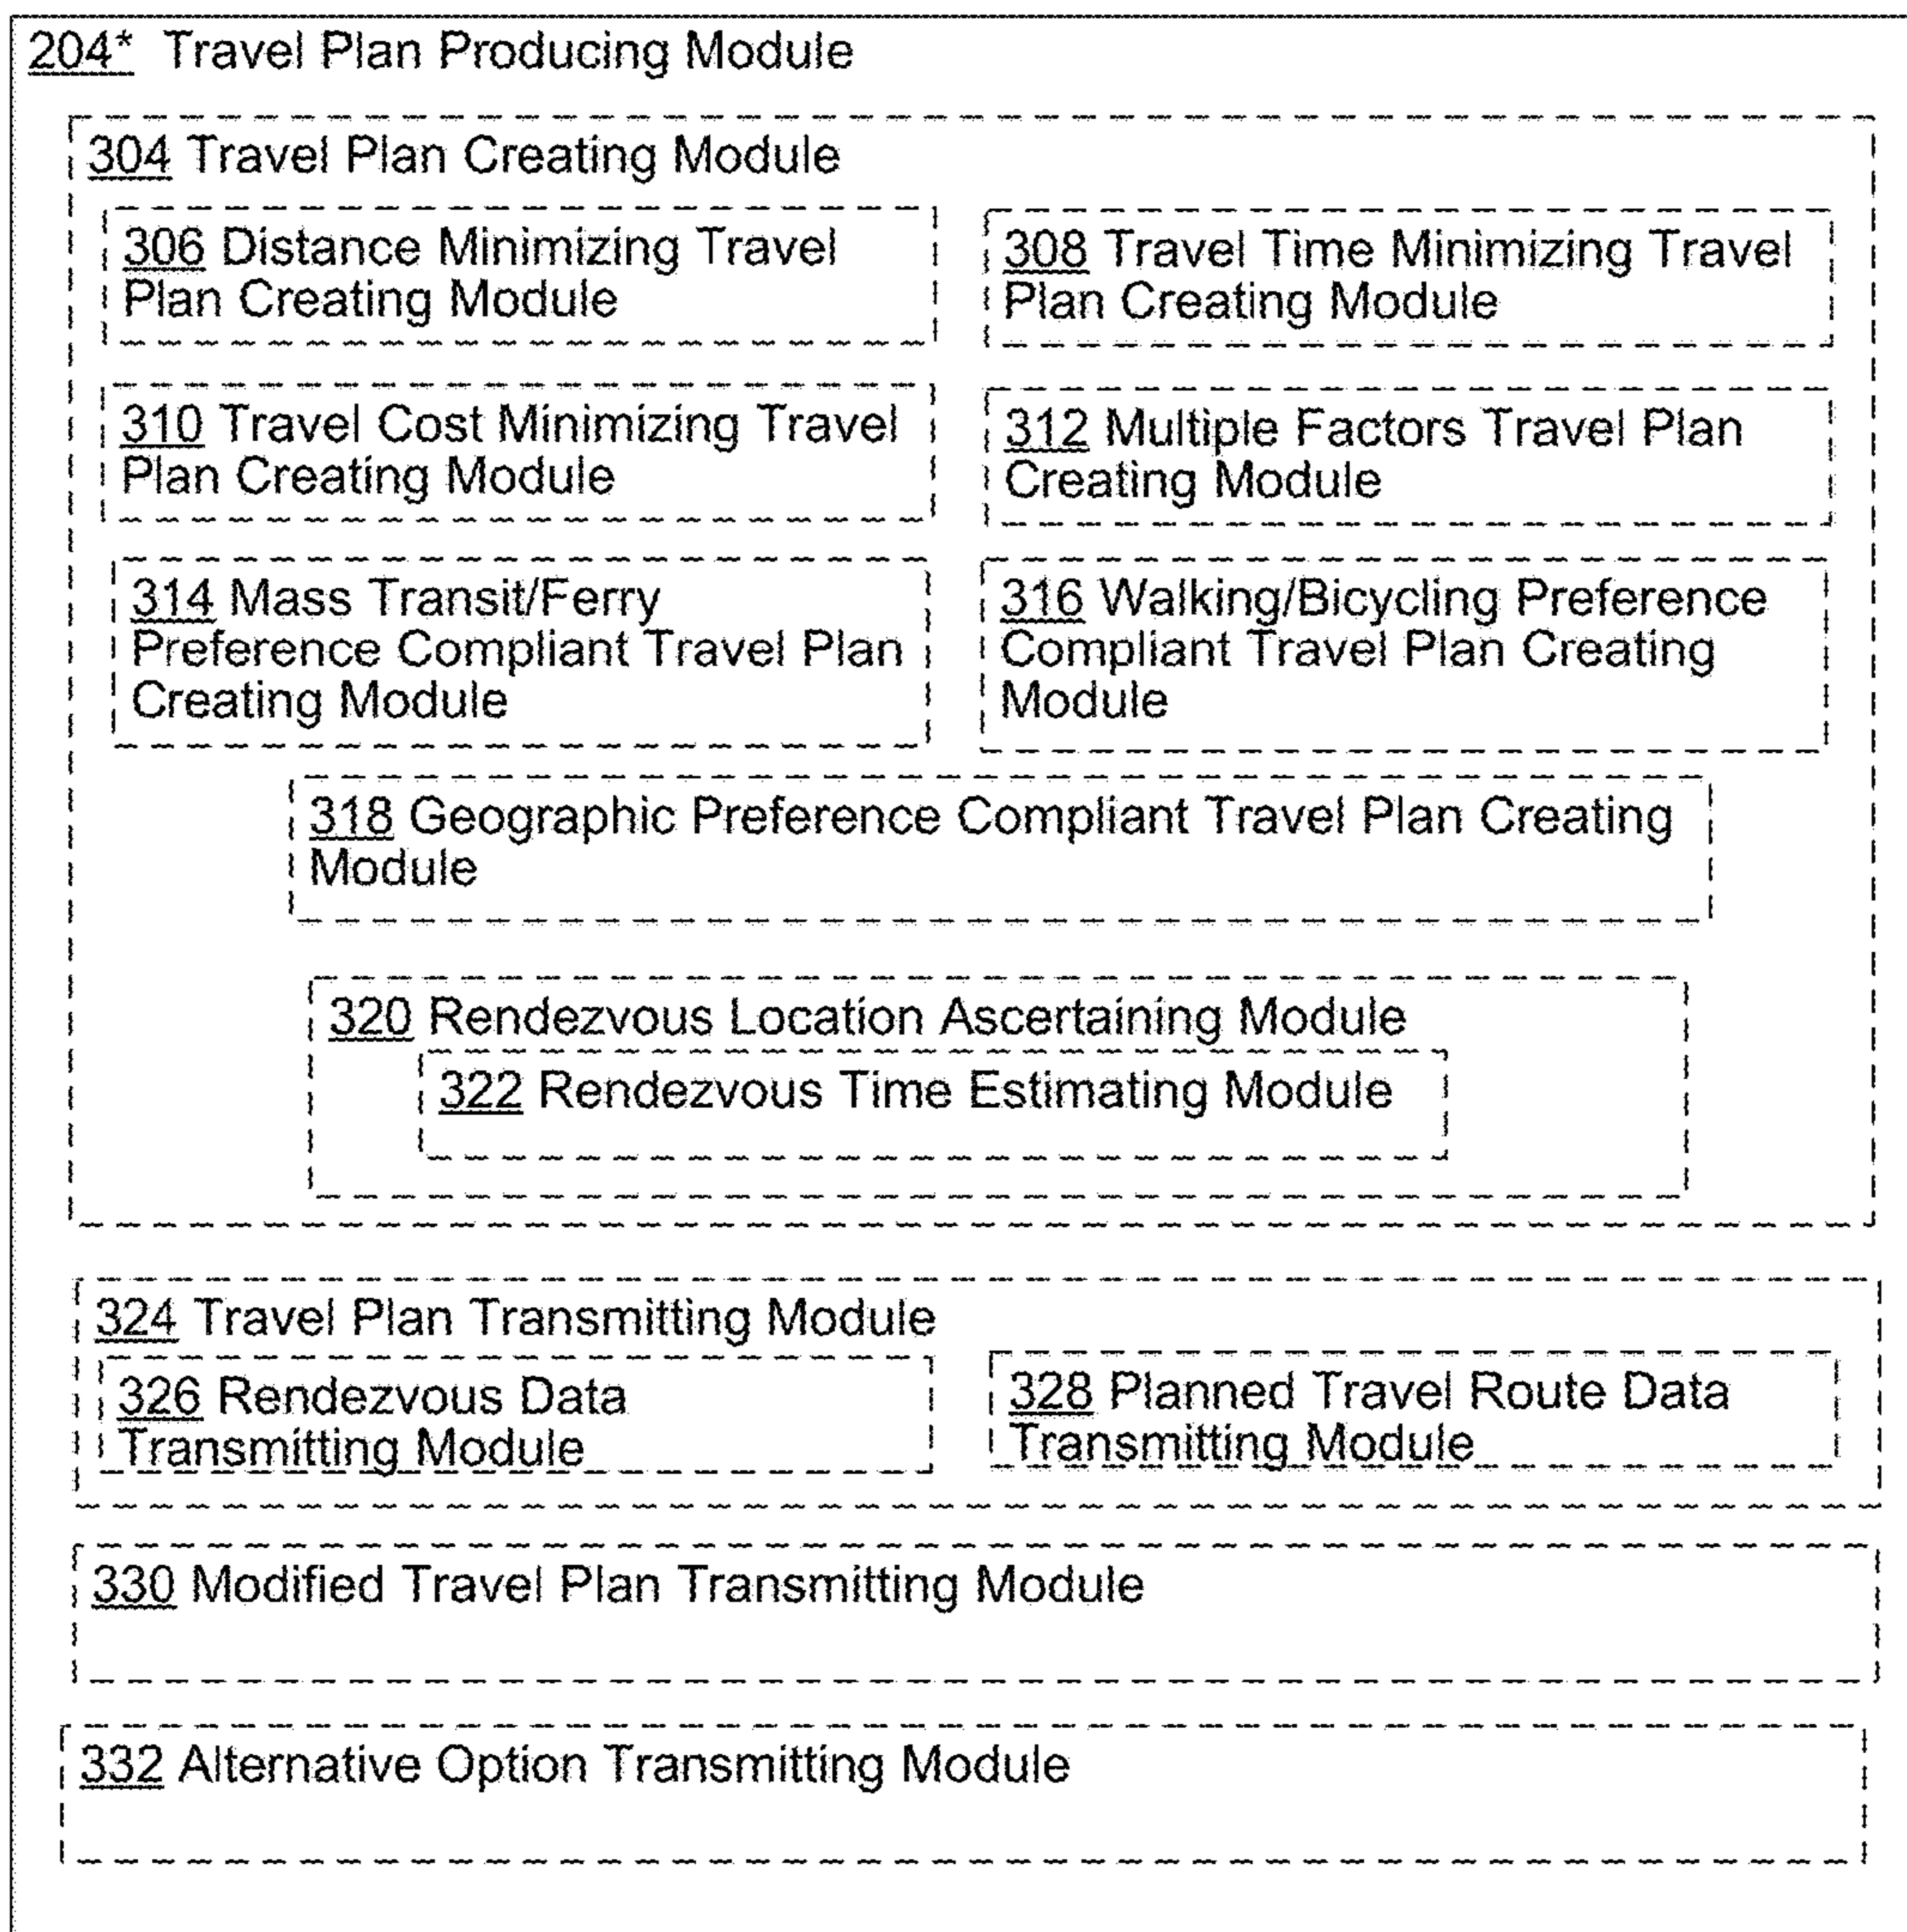 204* Travel Plan Producing Module
304 Travel Plan Creating Module
306 Distance Minimizing Travel
Plan Creating Module
308 Travel Time Minimizing Travel
Plan Creating Module
310 Travel Cost Minimizing Travel
Plan Creating Module
312 Multiple Factors Travel Plan
Creating Module
314 Mass Transit/Ferry
Preference Compliant Travel Plan
Creating Module
316 Walking/Bicycling Preference
Compliant Travel Plan Creating
Module
318 Geographic Preference Compliant Travel Plan Creating
Module
320 Rendezvous Location Ascertaining Module
322 Rendezvous Time Estimating Module
324 Travel Plan Transmitting Module
326 Rendezvous Data
Transmitting Module
328 Planned Travel Route Data
Transmitting Module
330 Modified Travel Plan Transmitting Module
332 Alternative Option Transmitting Module